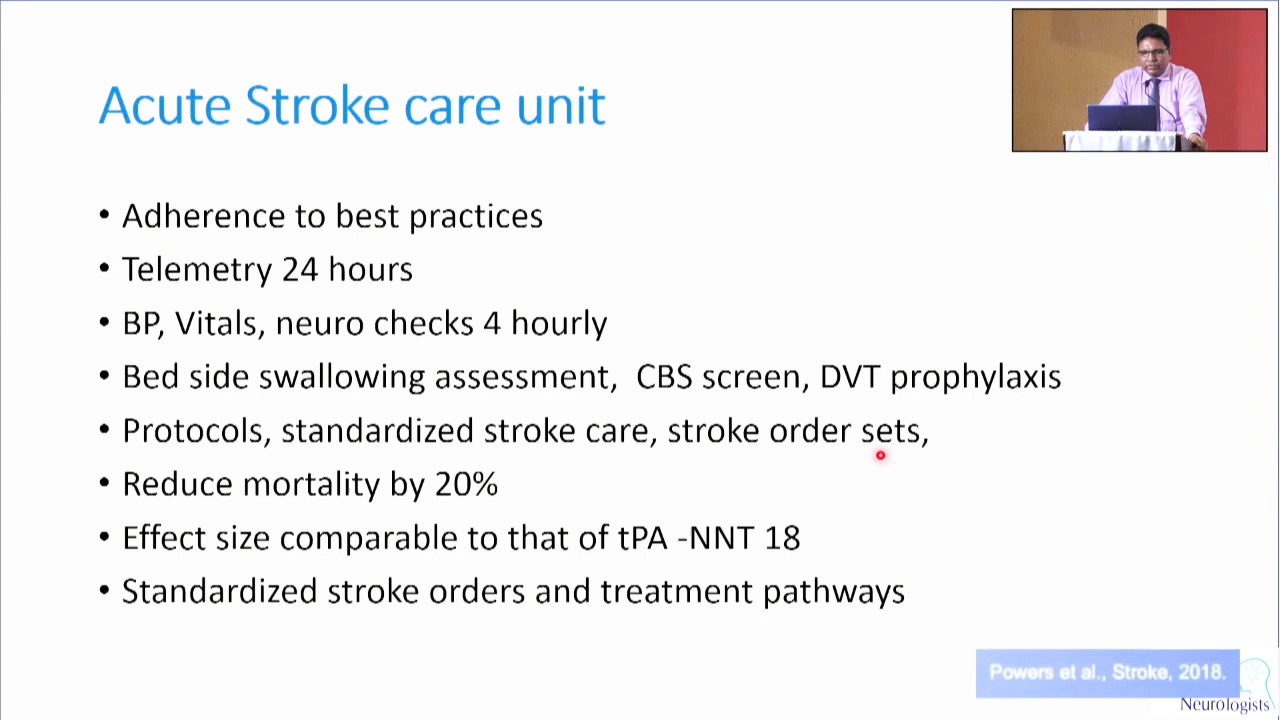 Acute Stroke care unit
• Adherence to best practices
• Telemetry 24 hours
• BP, Vitals, neuro checks 4 hourly
• Bed side swallowing assessment,  CBS screen, DVT prophylaxis
• Protocols, standardized stroke care, stroke order sets,
• Reduce mortality by 20%
• Effect size comparable to that of tPA -NNT 18
• Standardized stroke orders and treatment pathways
Powers et al., Stroke, 2018.
Neurologists